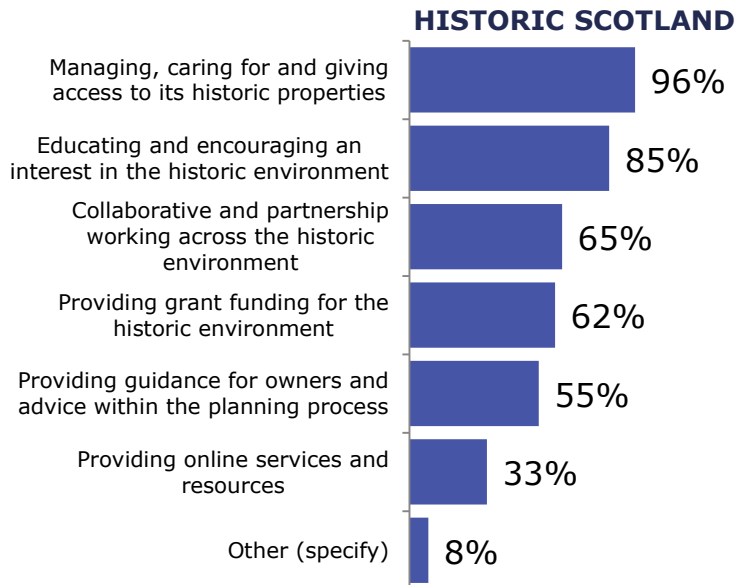 HISTORIC SCOTLAND
Managing, caring for and giving
access to its historic properties
96%
Educating and encouraging an
interest in the historic environment
85%
Collaborative and partnership
working across the historic
environment
65%
Providing grant funding for the
historic environment
62%
Providing guidance for owners and
advice within the planning process
55%
Providing online services and
resources
33%
Other (specify)
8%